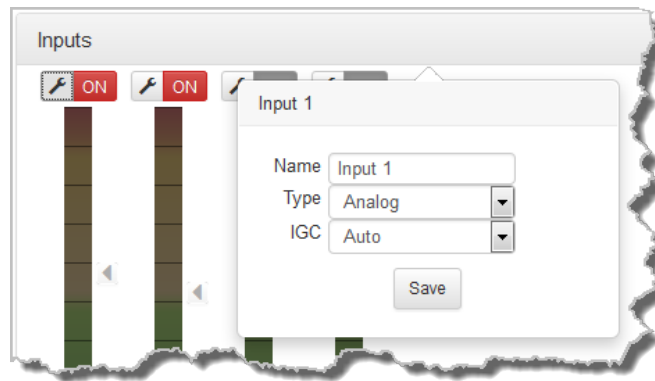 Inputs
ON
ON
Input 1
Name Input 1
Type Analog
IGC Auto
Save